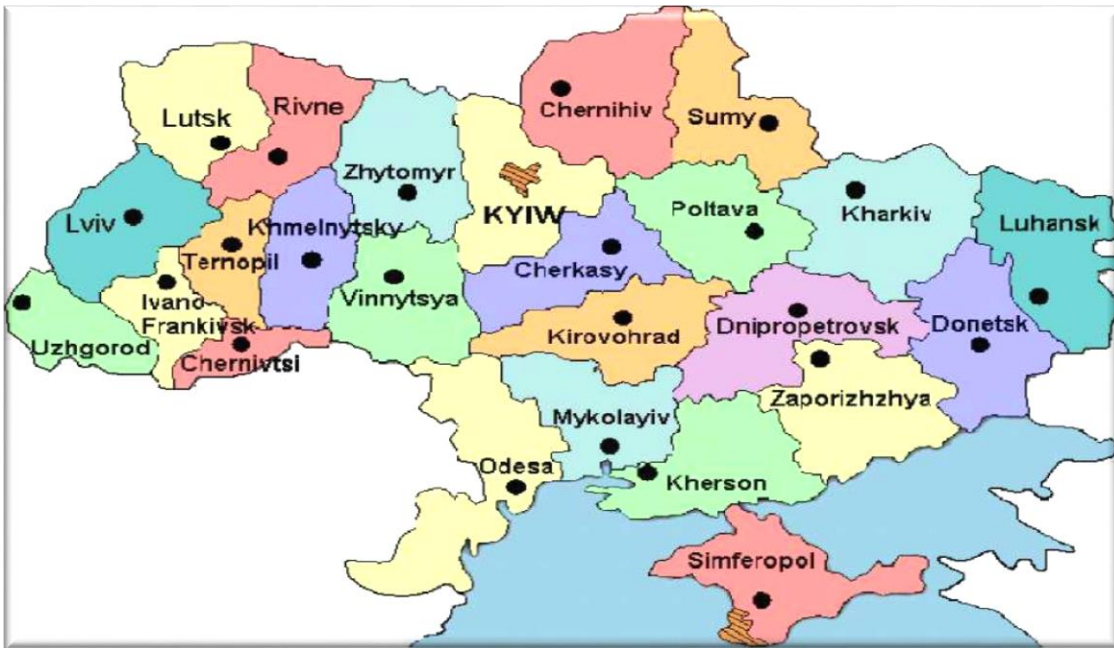 Chernihiv
Rivne
Lutsk
Sumy
Zhytomyr
KYIW
Poltava
Kharkiv
Lviv
Khmelnytsky
Luhansk
Ternopil
Cherkasy
Ivano
Frankivsk
Vinnytsya
Uzhgorod
Chernivtsi
Kirovohrad
Dnipropetrovsk
Donetsk
Zaporizhzhya
Mykolayiv
Odesa
Kherson
Simferopol